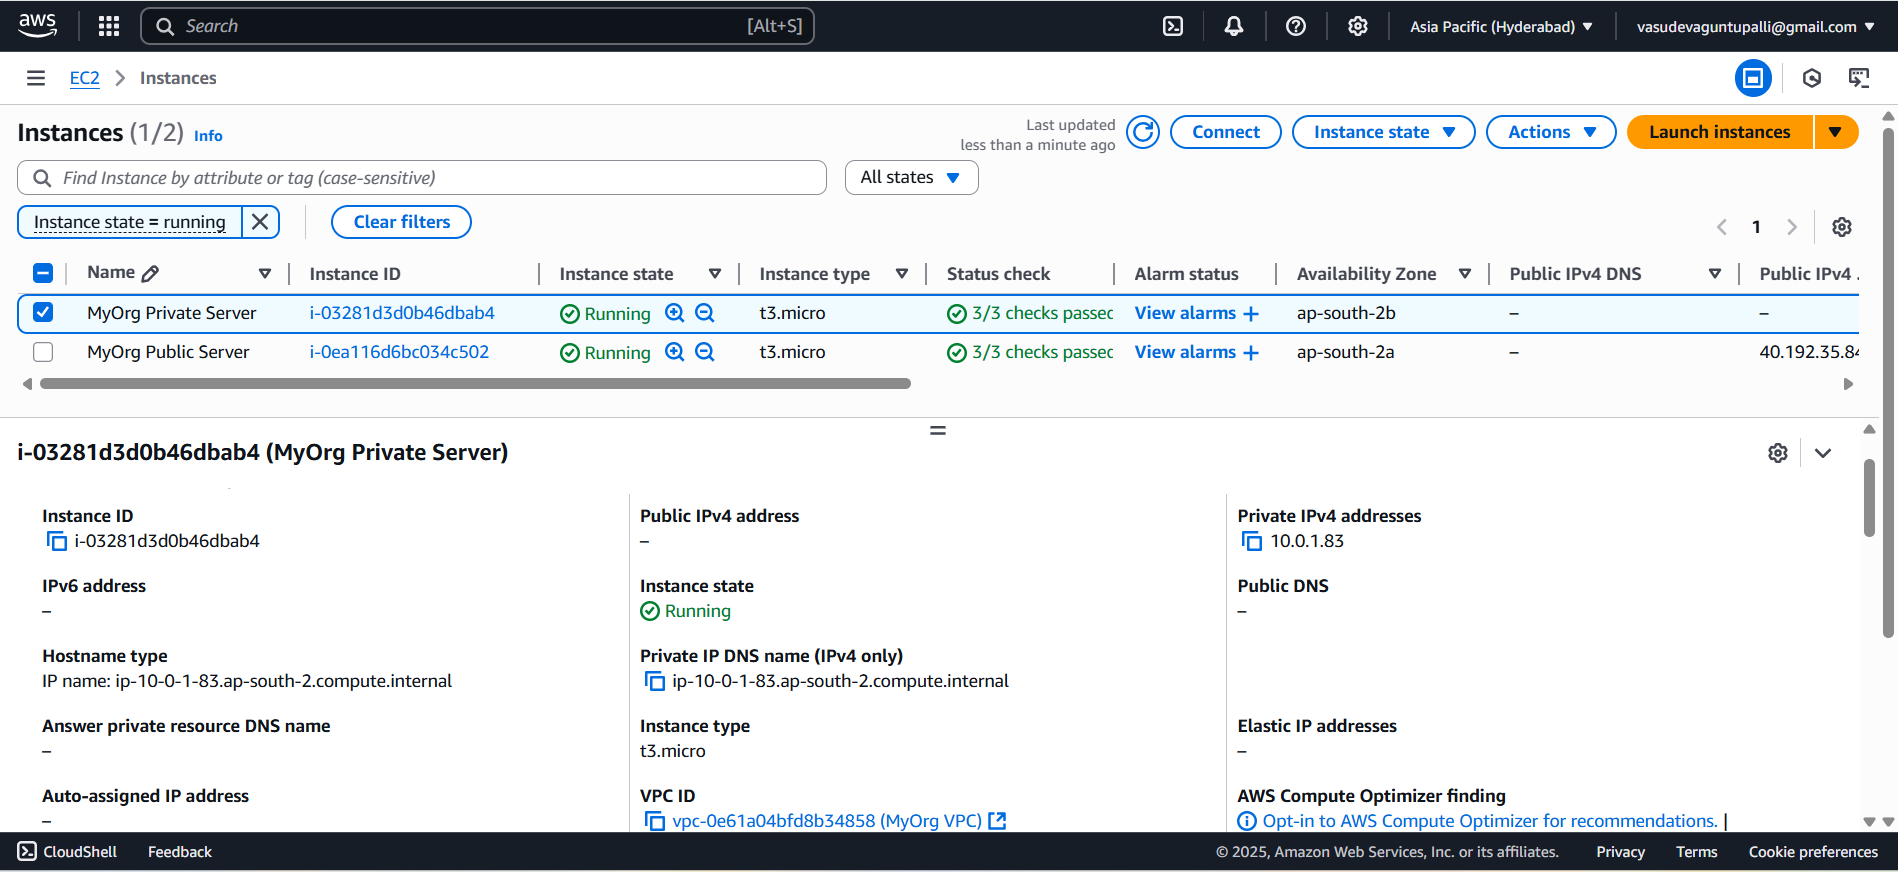 aws Search [Alt+S] Asia Pacific (Hyderabad) vasudevaguntupalli@gmail.com
EC2 Instances
Instances (1/2) Info
Last updated
less than a minute ago
Connect Instance state Actions Launch instances
Find Instance by attribute or tag (case-sensitive) All states
Instance state = running Clear filters
1
Name Instance ID Instance state Instance type Status check Alarm status Availability Zone Public IPv4 DNS Public IPv4
MyOrg Private Server i-03281d3d0b46dbab4 Running t3.micro 3/3 checks passed View alarms + ap-south-2b – –
MyOrg Public Server i-0ea116d6bc034c502 Running t3.micro 3/3 checks passed View alarms + ap-south-2a – 40.192.35.84
i-03281d3d0b46dbab4 (MyOrg Private Server)
Instance ID
i-03281d3d0b46dbab4
Public IPv4 address
–
Private IPv4 addresses
10.0.1.83
IPv6 address
–
Instance state
Running
Public DNS
–
Hostname type
IP name: ip-10-0-1-83.ap-south-2.compute.internal
Private IP DNS name (IPv4 only)
ip-10-0-1-83.ap-south-2.compute.internal
Answer private resource DNS name
–
Instance type
t3.micro
Elastic IP addresses
–
Auto-assigned IP address
–
VPC ID
vpc-0e61a04bfd8b34858 (MyOrg VPC)
AWS Compute Optimizer finding
Opt-in to AWS Compute Optimizer for recommendations. |
CloudShell Feedback © 2025, Amazon Web Services, Inc. or its affiliates. Privacy Terms Cookie preferences